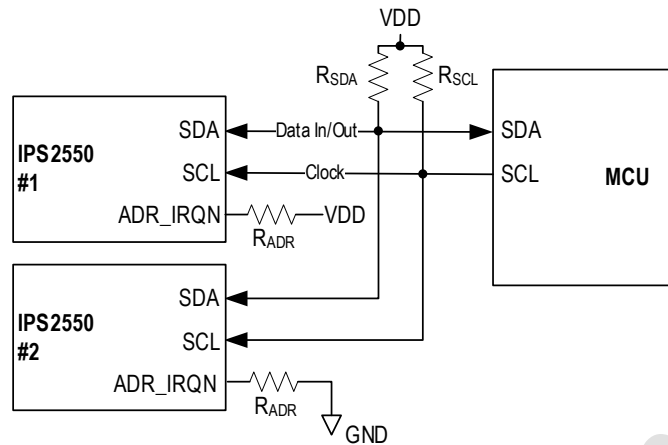 VDD
RSDA RSCL
SDA Data In/Out SDA
IPS2550
#1
SCL Clock SCL
MCU
ADR_IRQN VDD
RADR
SDA
IPS2550
#2
SCL
ADR_IRQN
RADR
GND